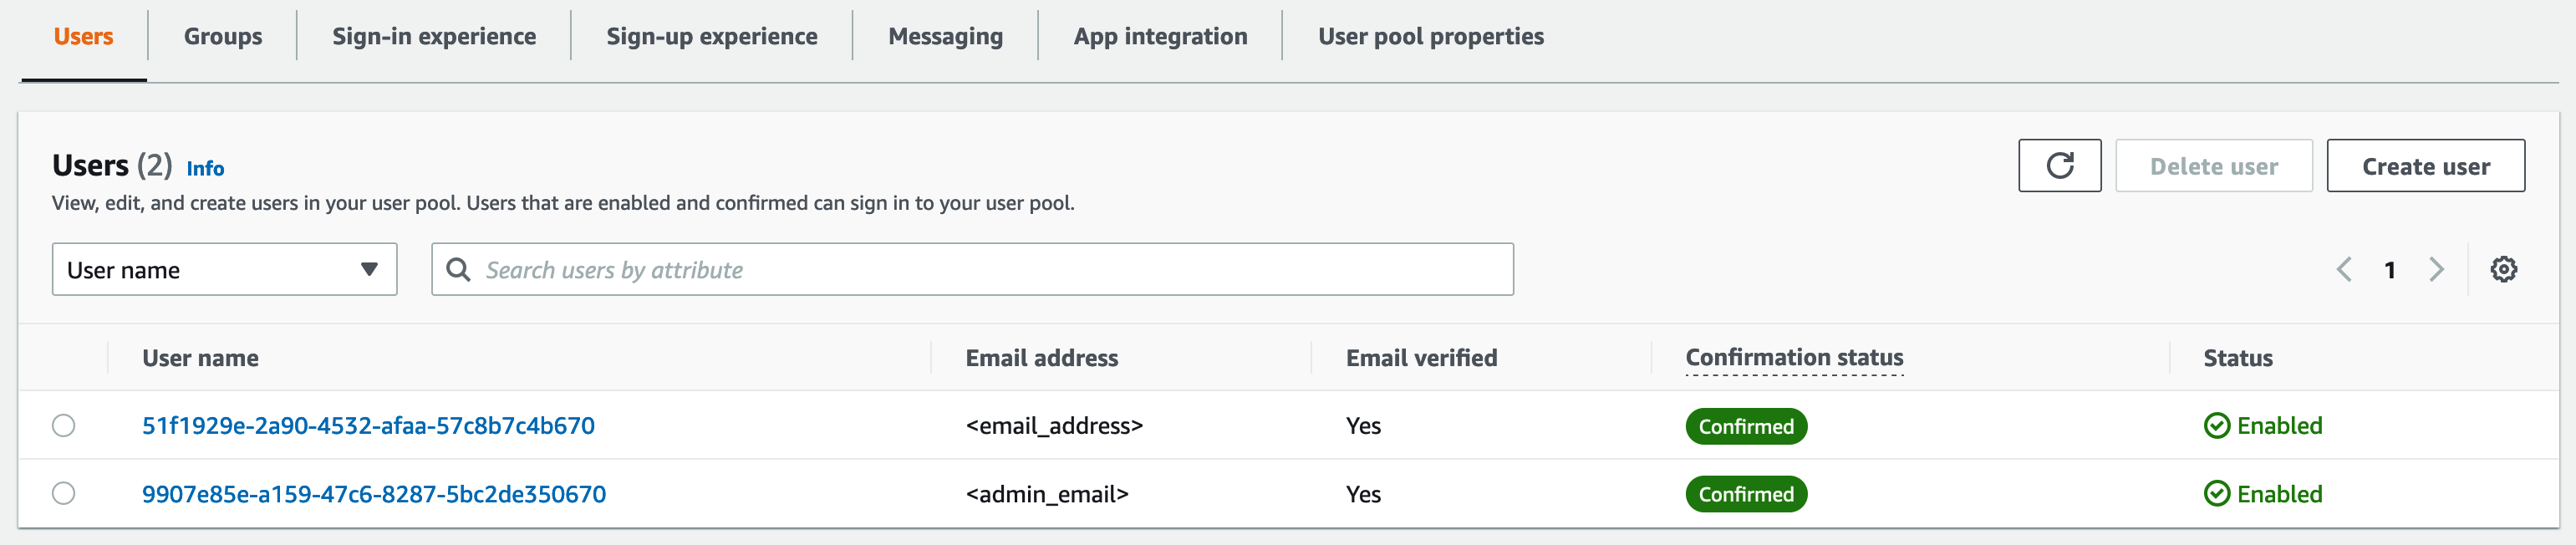 Users Groups Sign-in experience Sign-up experience Messaging App integration User pool properties
Users (2) Info
Delete user Create user
View, edit, and create users in your user pool. Users that are enabled and confirmed can sign in to your user pool.
User name Search users by attribute 1
User name Email address Email verified Confirmation status Status
51f1929e-2a90-4532-afaa-57c8b7c4b670 <email_address> Yes Confirmed Enabled
9907e85e-a159-47c6-8287-5bc2de350670 <admin_email> Yes Confirmed Enabled